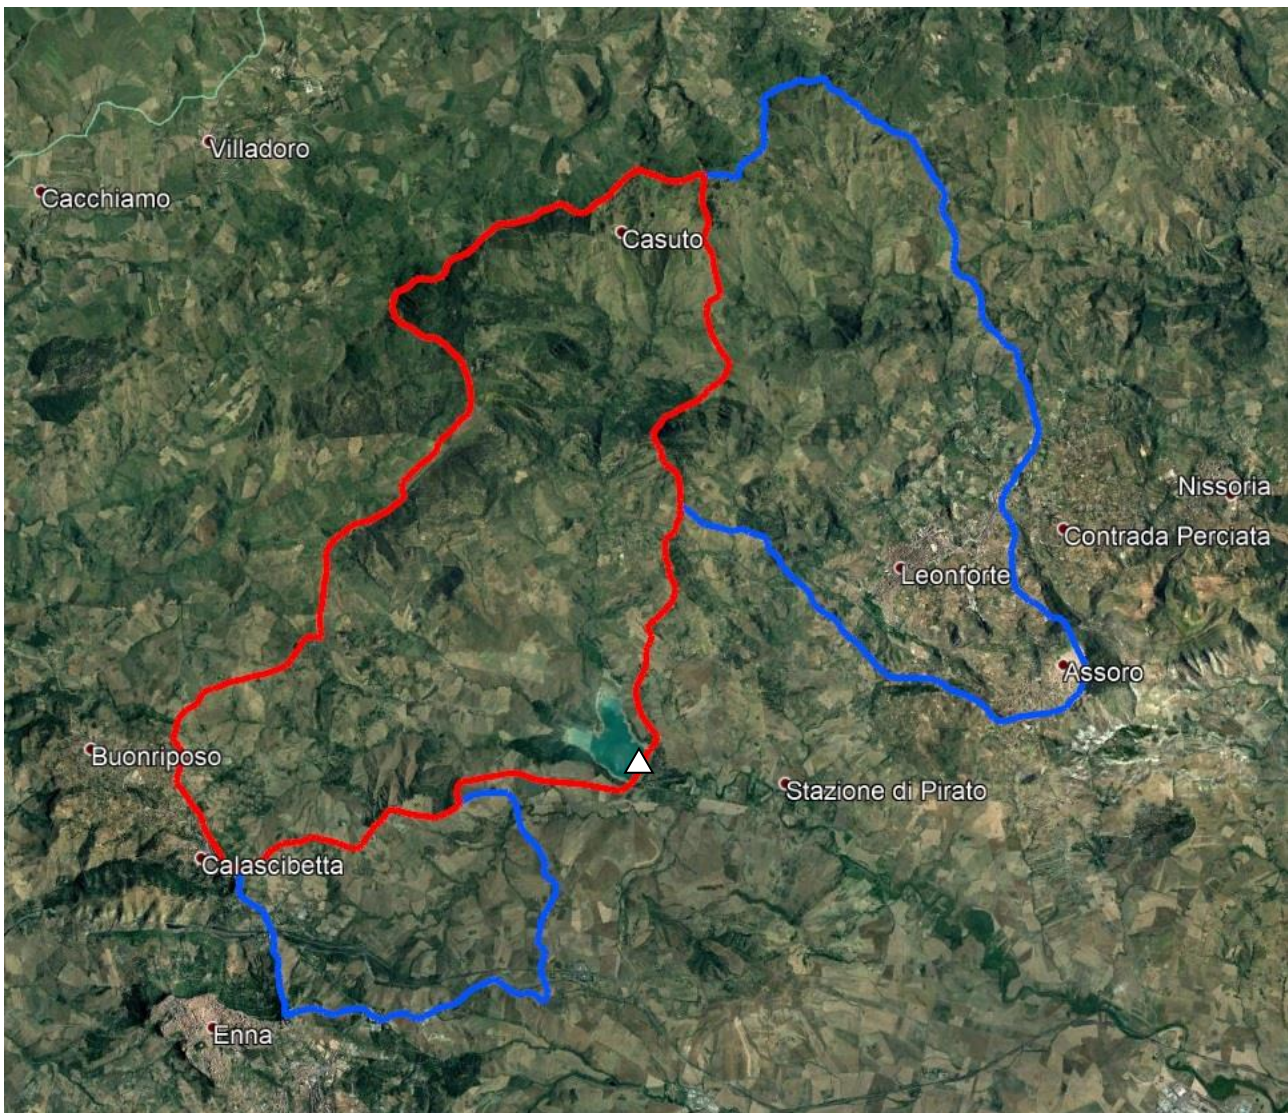 Villadoro
Cacchiamo
Casuto
Nissoria
Contrada Perciata
Leonforte
Assoro
Buonriposo
Stazione di Pirato
Calascibetta
Enna